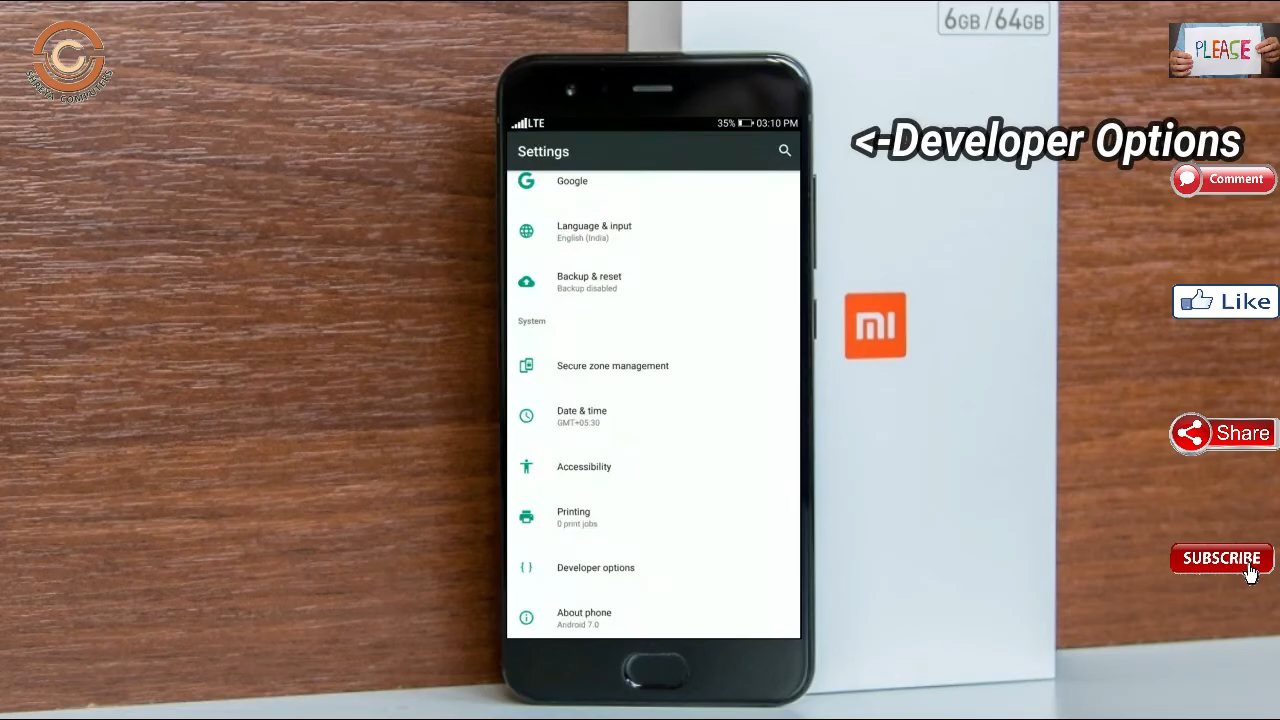 6GB/64GB
PLEASE
SHREYA COMPUTERS
LTE
35% 03:10 PM
<-Developer Options
Settings
Comment
Google
Language & input
English (India)
Backup & reset
Backup disabled
Like
System
mi
Secure zone management
Date & time
GMT+05:30
Share
Accessibility
Printing
0 print jobs
SUBSCRIBE
Developer options
About phone
Android 7.0